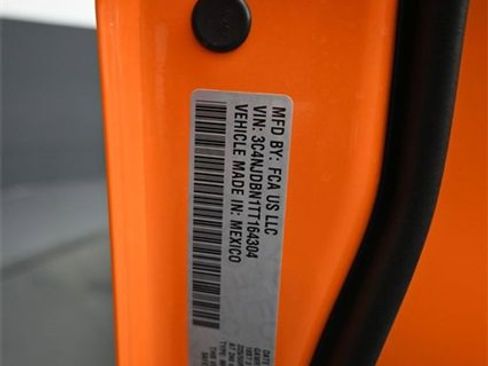 MFD BY: FCA US LLC
VIN: 3C4NJDBN1TT164304
VEHICLE MADE IN: MEXICO